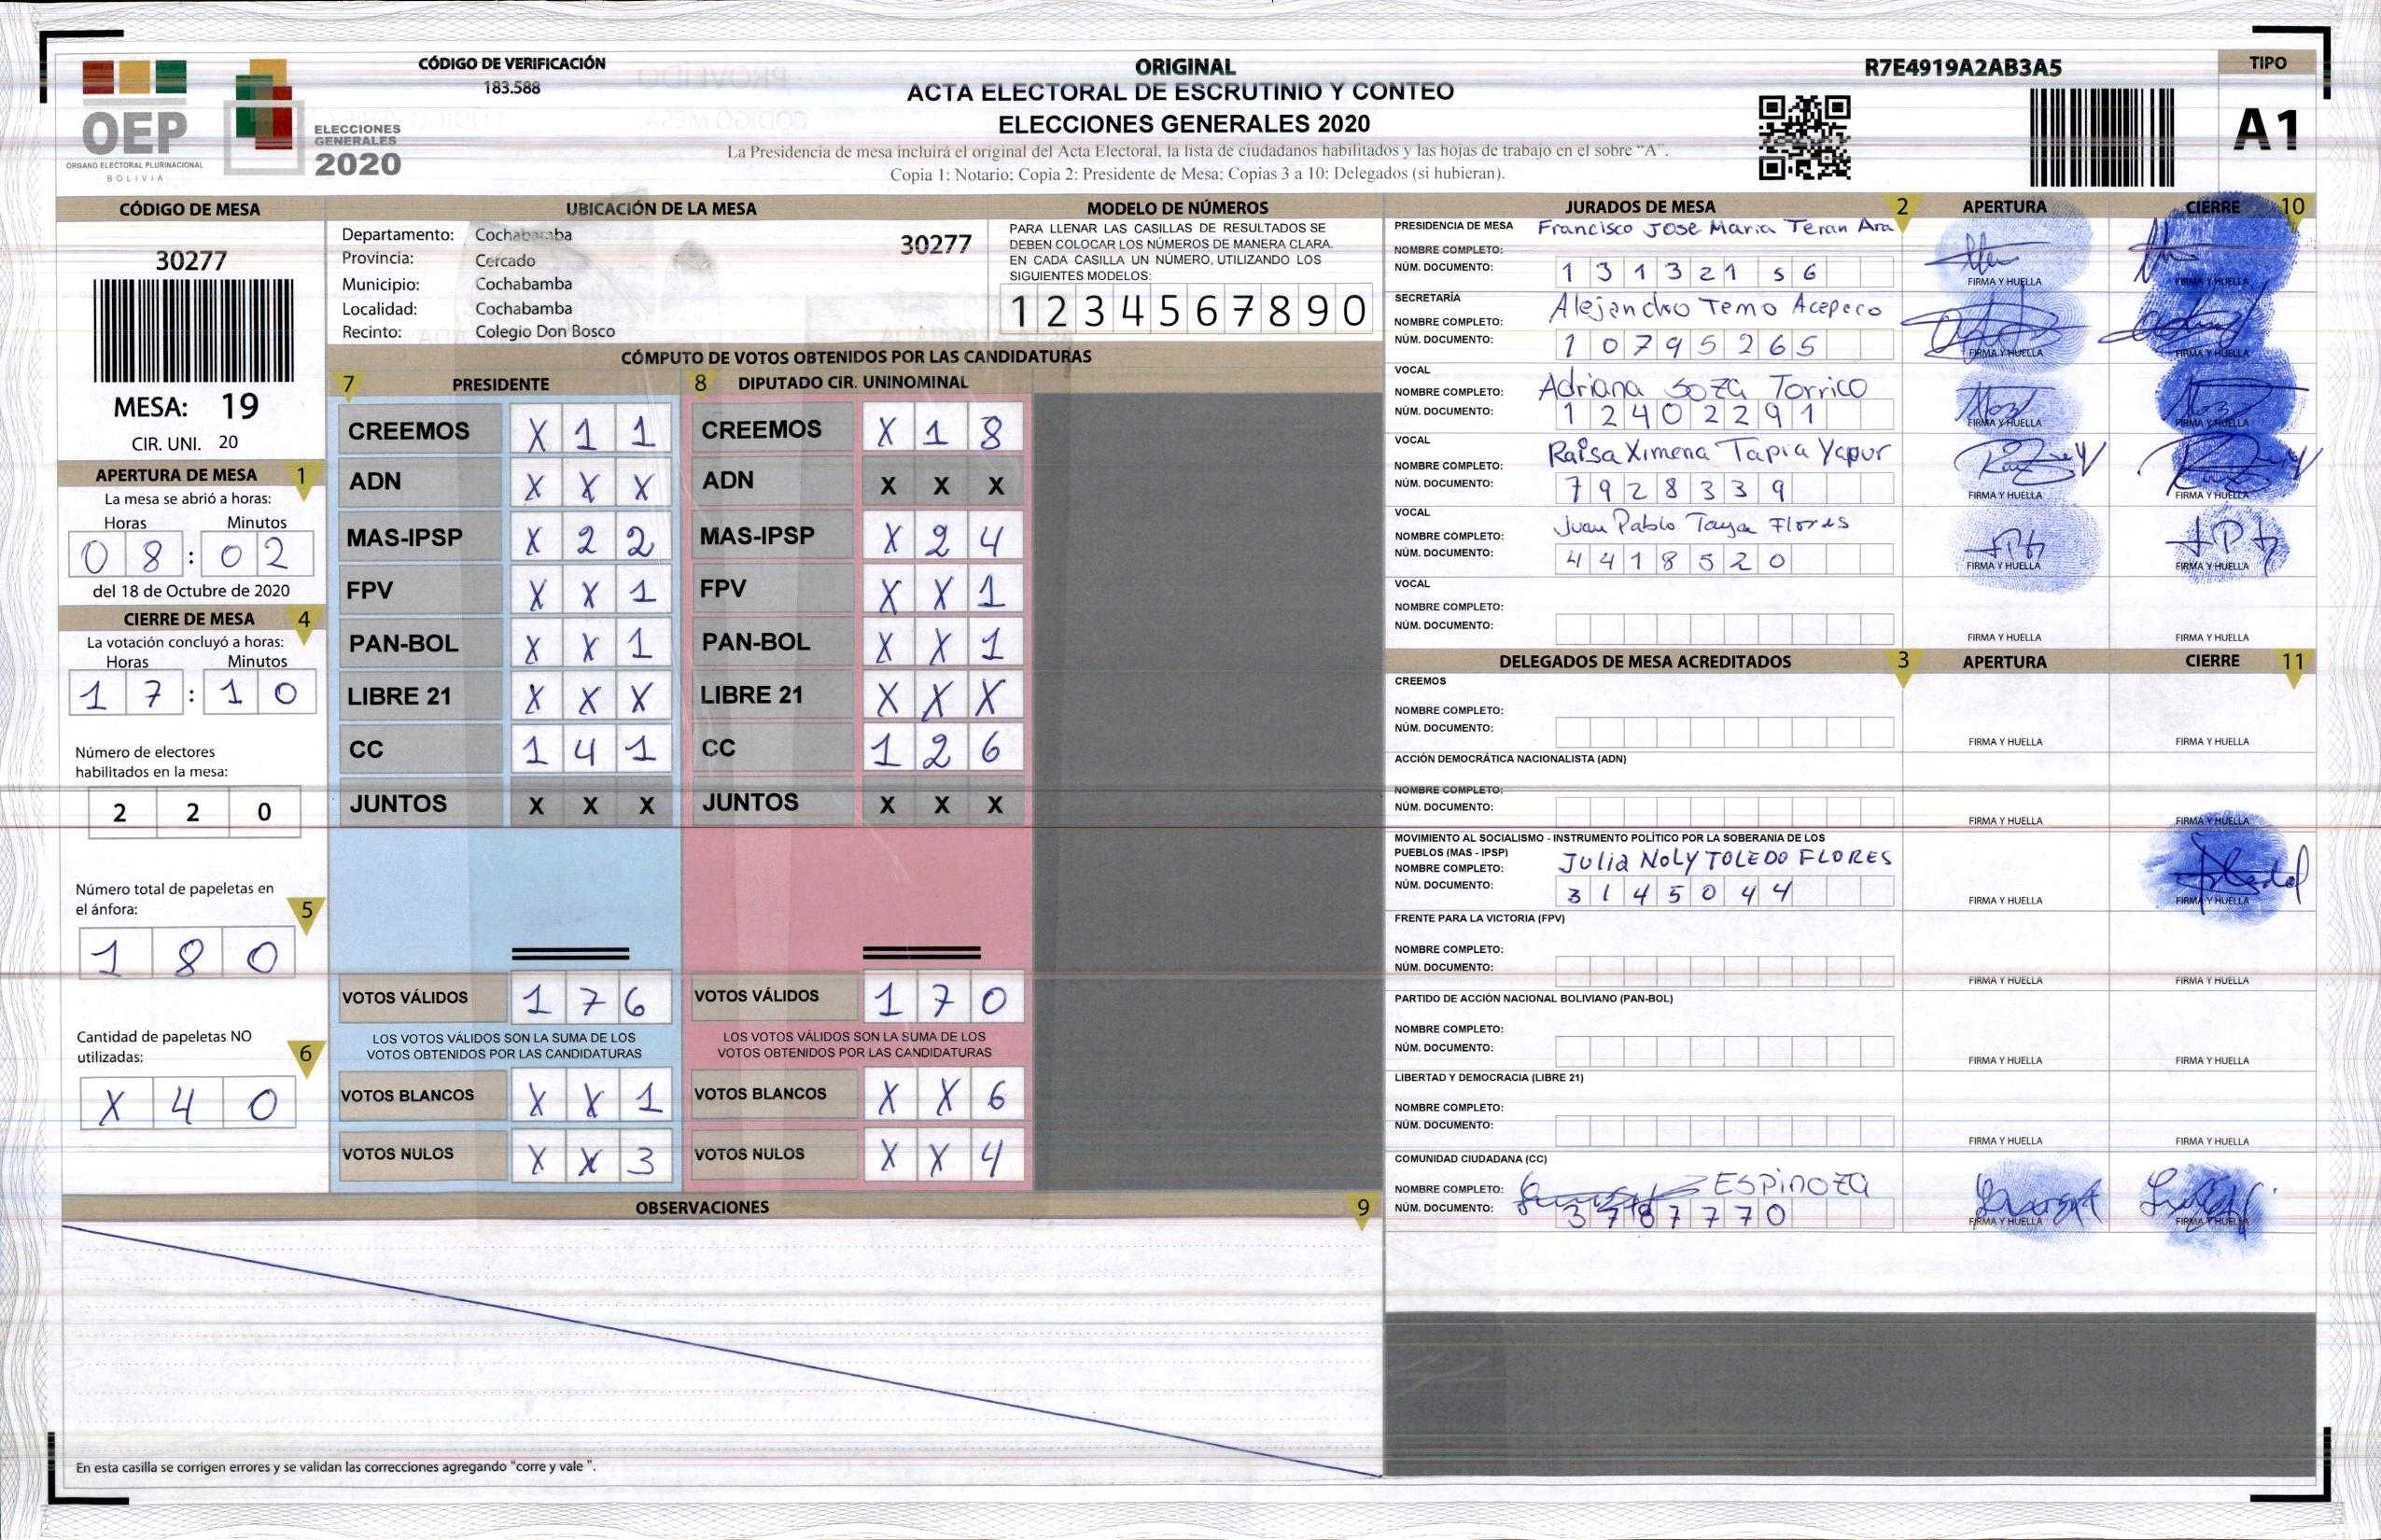 OEP
ÓRGANO ELECTORAL PLURINACIONAL
BOLIVIA
ELECCIONES
GENERALES
2020
CÓDIGO DE VERIFICACIÓN
183.588
ORIGINAL
ACTA ELECTORAL DE ESCRUTINIO Y CONTEO
ELECCIONES GENERALES 2020
La Presidencia de mesa incluirá el original del Acta Electoral, la lista de ciudadanos habilitados y las hojas de trabajo en el sobre “A”.
Copia 1: Notario; Copia 2: Presidente de Mesa; Copias 3 a 10: Delegados (si hubieran).
R7E4919A2AB3A5
TIPO
A1
CÓDIGO DE MESA
30277
MESA: 19
CIR. UNI. 20
APERTURA DE MESA 1
La mesa se abrió a horas:
Horas Minutos
0 8 : 0 2
del 18 de Octubre de 2020
CIERRE DE MESA 4
La votación concluyó a horas:
Horas Minutos
1 7 : 1 0
Número de electores
habilitados en la mesa:
2 2 0
Número total de papeletas en
el ánfora: 5
1 8 0
Cantidad de papeletas NO
utilizadas: 6
X 4 0
UBICACIÓN DE LA MESA
Departamento: Cochabamba
Provincia: Cercado
Municipio: Cochabamba
Localidad: Cochabamba
Recinto: Colegio Don Bosco
30277
MODELO DE NÚMEROS
PARA LLENAR LAS CASILLAS DE RESULTADOS SE
DEBEN COLOCAR LOS NÚMEROS DE MANERA CLARA.
EN CADA CASILLA UN NÚMERO, UTILIZANDO LOS
SIGUIENTES MODELOS:
1 2 3 4 5 6 7 8 9 0
CÓMPUTO DE VOTOS OBTENIDOS POR LAS CANDIDATURAS
7 PRESIDENTE 8 DIPUTADO CIR. UNINOMINAL
CREEMOS X 1 1 CREEMOS X 1 8
ADN X X X ADN X X X
MAS-IPSP X 2 2 MAS-IPSP X 2 4
FPV X X 1 FPV X X 1
PAN-BOL X X 1 PAN-BOL X X 1
LIBRE 21 X X X LIBRE 21 X X X
CC 1 4 1 CC 1 2 6
JUNTOS X X X JUNTOS X X X
VOTOS VÁLIDOS 1 7 6 VOTOS VÁLIDOS 1 7 0
LOS VOTOS VÁLIDOS SON LA SUMA DE LOS LOS VOTOS VÁLIDOS SON LA SUMA DE LOS
VOTOS OBTENIDOS POR LAS CANDIDATURAS VOTOS OBTENIDOS POR LAS CANDIDATURAS
VOTOS BLANCOS X X 1 VOTOS BLANCOS X X 6
VOTOS NULOS X X 3 VOTOS NULOS X X 4
OBSERVACIONES 9
En esta casilla se corrigen errores y se validan las correcciones agregando “corre y vale ”.
JURADOS DE MESA 2 APERTURA CIERRE 10
PRESIDENCIA DE MESA Francisco Jose Maria Teran Ara
NOMBRE COMPLETO:
NÚM. DOCUMENTO: 1 3 1 3 2 1 5 6 FIRMA Y HUELLA FIRMA Y HUELLA
SECRETARÍA
NOMBRE COMPLETO: Alejandro Temo Acepeco
NÚM. DOCUMENTO: 1 0 7 9 5 2 6 5 FIRMA Y HUELLA FIRMA Y HUELLA
VOCAL
NOMBRE COMPLETO: Adriana Soza Torrico
NÚM. DOCUMENTO: 1 2 4 0 2 2 9 1 FIRMA Y HUELLA FIRMA Y HUELLA
VOCAL
NOMBRE COMPLETO: Raisa Ximena Tapia Yapur
NÚM. DOCUMENTO: 7 9 2 8 3 3 9 FIRMA Y HUELLA FIRMA Y HUELLA
VOCAL
NOMBRE COMPLETO: Juan Pablo Taya Flores
NÚM. DOCUMENTO: 4 4 1 8 5 2 0 FIRMA Y HUELLA FIRMA Y HUELLA
VOCAL
NOMBRE COMPLETO:
NÚM. DOCUMENTO: FIRMA Y HUELLA FIRMA Y HUELLA
DELEGADOS DE MESA ACREDITADOS 3 APERTURA CIERRE 11
CREEMOS
NOMBRE COMPLETO:
NÚM. DOCUMENTO: FIRMA Y HUELLA FIRMA Y HUELLA
ACCIÓN DEMOCRÁTICA NACIONALISTA (ADN)
NOMBRE COMPLETO:
NÚM. DOCUMENTO: FIRMA Y HUELLA FIRMA Y HUELLA
MOVIMIENTO AL SOCIALISMO - INSTRUMENTO POLÍTICO POR LA SOBERANIA DE LOS
PUEBLOS (MAS - IPSP)
NOMBRE COMPLETO: Julia NOLY TOLEDO FLORES
NÚM. DOCUMENTO: 3 1 4 5 0 4 4 FIRMA Y HUELLA FIRMA Y HUELLA
FRENTE PARA LA VICTORIA (FPV)
NOMBRE COMPLETO:
NÚM. DOCUMENTO: FIRMA Y HUELLA FIRMA Y HUELLA
PARTIDO DE ACCIÓN NACIONAL BOLIVIANO (PAN-BOL)
NOMBRE COMPLETO:
NÚM. DOCUMENTO: FIRMA Y HUELLA FIRMA Y HUELLA
LIBERTAD Y DEMOCRACIA (LIBRE 21)
NOMBRE COMPLETO:
NÚM. DOCUMENTO: FIRMA Y HUELLA FIRMA Y HUELLA
COMUNIDAD CIUDADANA (CC)
NOMBRE COMPLETO: ESPINOZA
NÚM. DOCUMENTO: 3 7 8 7 7 7 0 FIRMA Y HUELLA FIRMA Y HUELLA